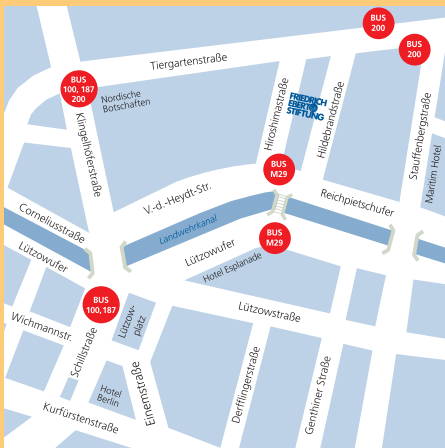 BUS
200
BUS
200
Tiergartenstraße
BUS
100, 187
200
Nordische
Botschaften
Klingelhöferstraße
Hiroshimastraße
FRIEDRICH
EBERT
STIFTUNG
Hildebrandstraße
Stauffenbergstraße
Maritim Hotel
BUS
M29
V.-d.-Heydt-Str.
Reichpietschufer
Corneliusstraße
Landwehrkanal
BUS
M29
Lützowufer
Lützowufer
Hotel Esplanade
BUS
100, 187
Lützow-
platz
Lützowstraße
Wichmannstr.
Schillstraße
Einemstraße
Derfflingerstraße
Genthiner Straße
Hotel
Berlin
Kurfürstenstraße